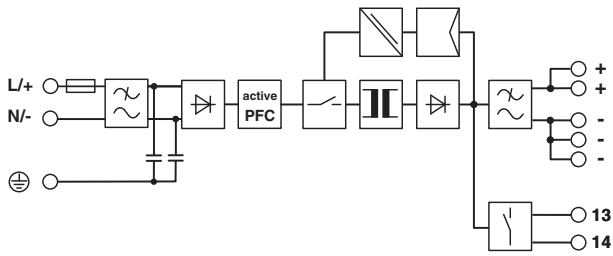 L/+
N/-
active
PFC
+
+
-
-
-
13
14